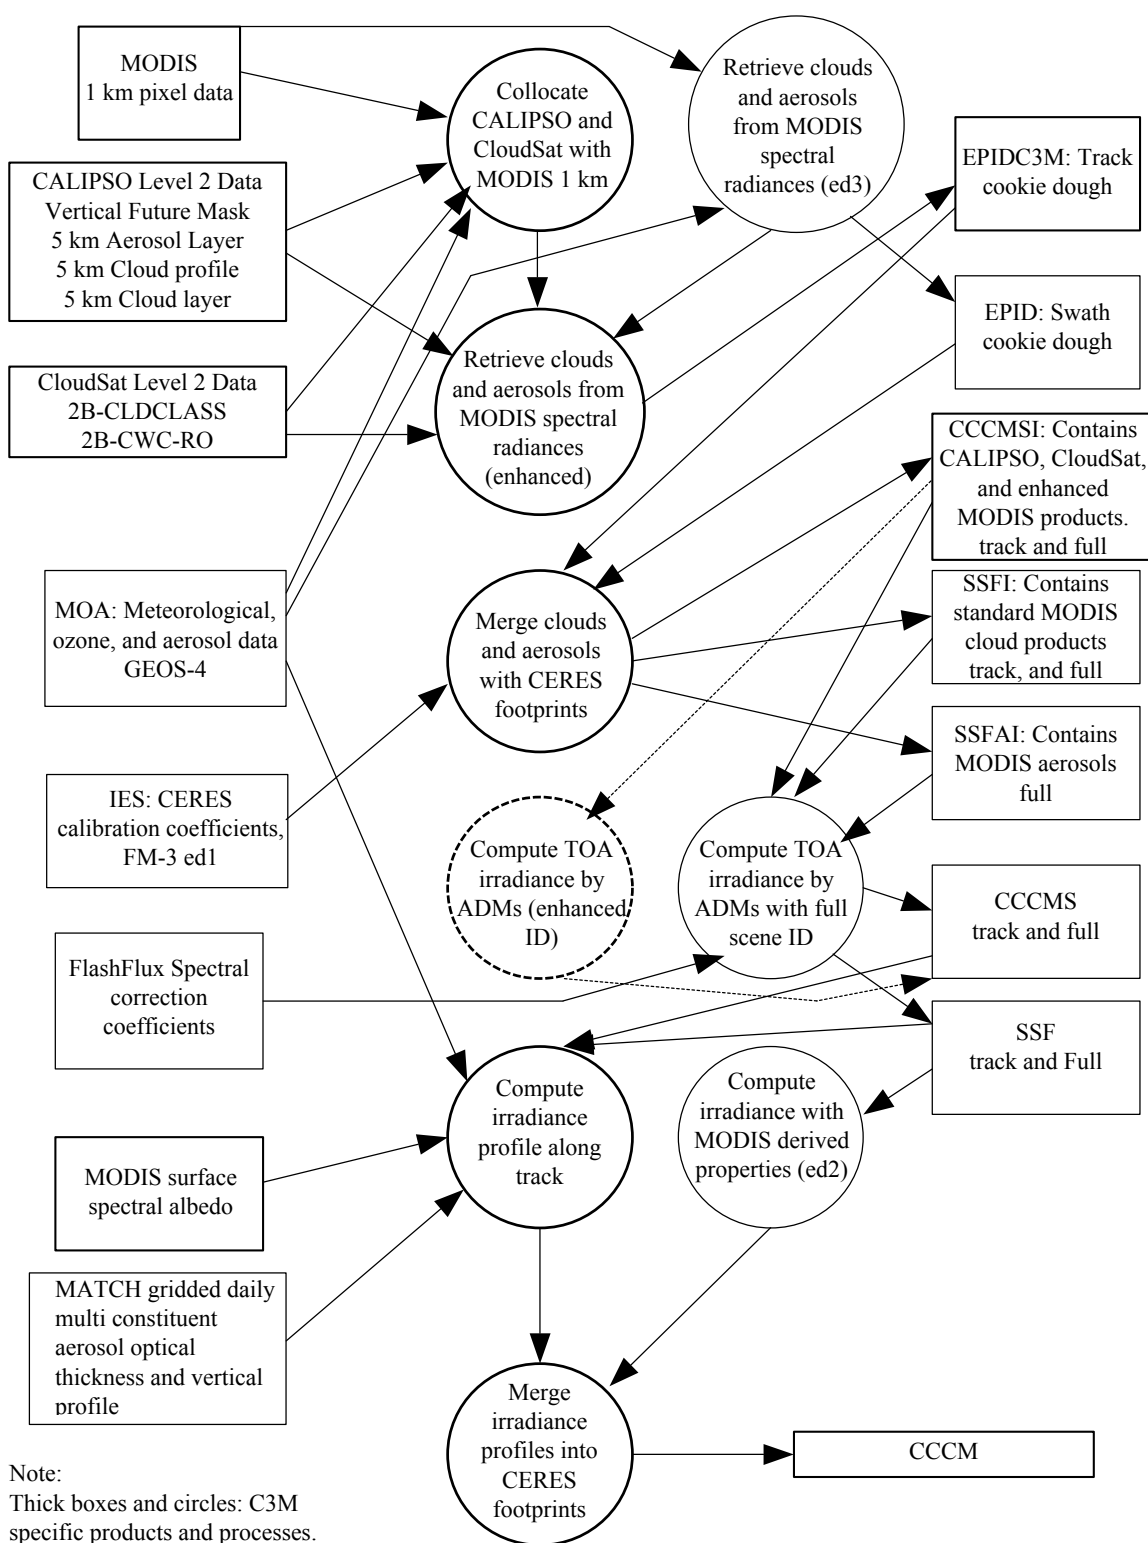 MODIS
1 km pixel data
Collocate
CALIPSO and
CloudSat with
MODIS 1 km
Retrieve clouds
and aerosols
from MODIS
spectral
radiances (ed3)
EPIDC3M: Track
cookie dough
CALIPSO Level 2 Data
Vertical Future Mask
5 km Aerosol Layer
5 km Cloud profile
5 km Cloud layer
EPID: Swath
cookie dough
CloudSat Level 2 Data
2B-CLDCLASS
2B-CWC-RO
Retrieve clouds
and aerosols from
MODIS spectral
radiances
(enhanced)
CCCMSI: Contains
CALIPSO, CloudSat,
and enhanced
MODIS products.
track and full
MOA: Meteorological,
ozone, and aerosol data
GEOS-4
Merge clouds
and aerosols
with CERES
footprints
SSFI: Contains
standard MODIS
cloud products
track, and full
SSFAI: Contains
MODIS aerosols
full
IES: CERES
calibration coefficients,
FM-3 ed1
Compute TOA
irradiance by
ADMs (enhanced
ID)
Compute TOA
irradiance by
ADMs with full
scene ID
CCCMS
track and full
FlashFlux Spectral
correction
coefficients
SSF
track and Full
Compute
irradiance
profile along
track
Compute
irradiance with
MODIS derived
properties (ed2)
MODIS surface
spectral albedo
MATCH gridded daily
multi constituent
aerosol optical
thickness and vertical
profile
Merge
irradiance
profiles into
CERES
footprints
CCCM
Note:
Thick boxes and circles: C3M
specific products and processes.